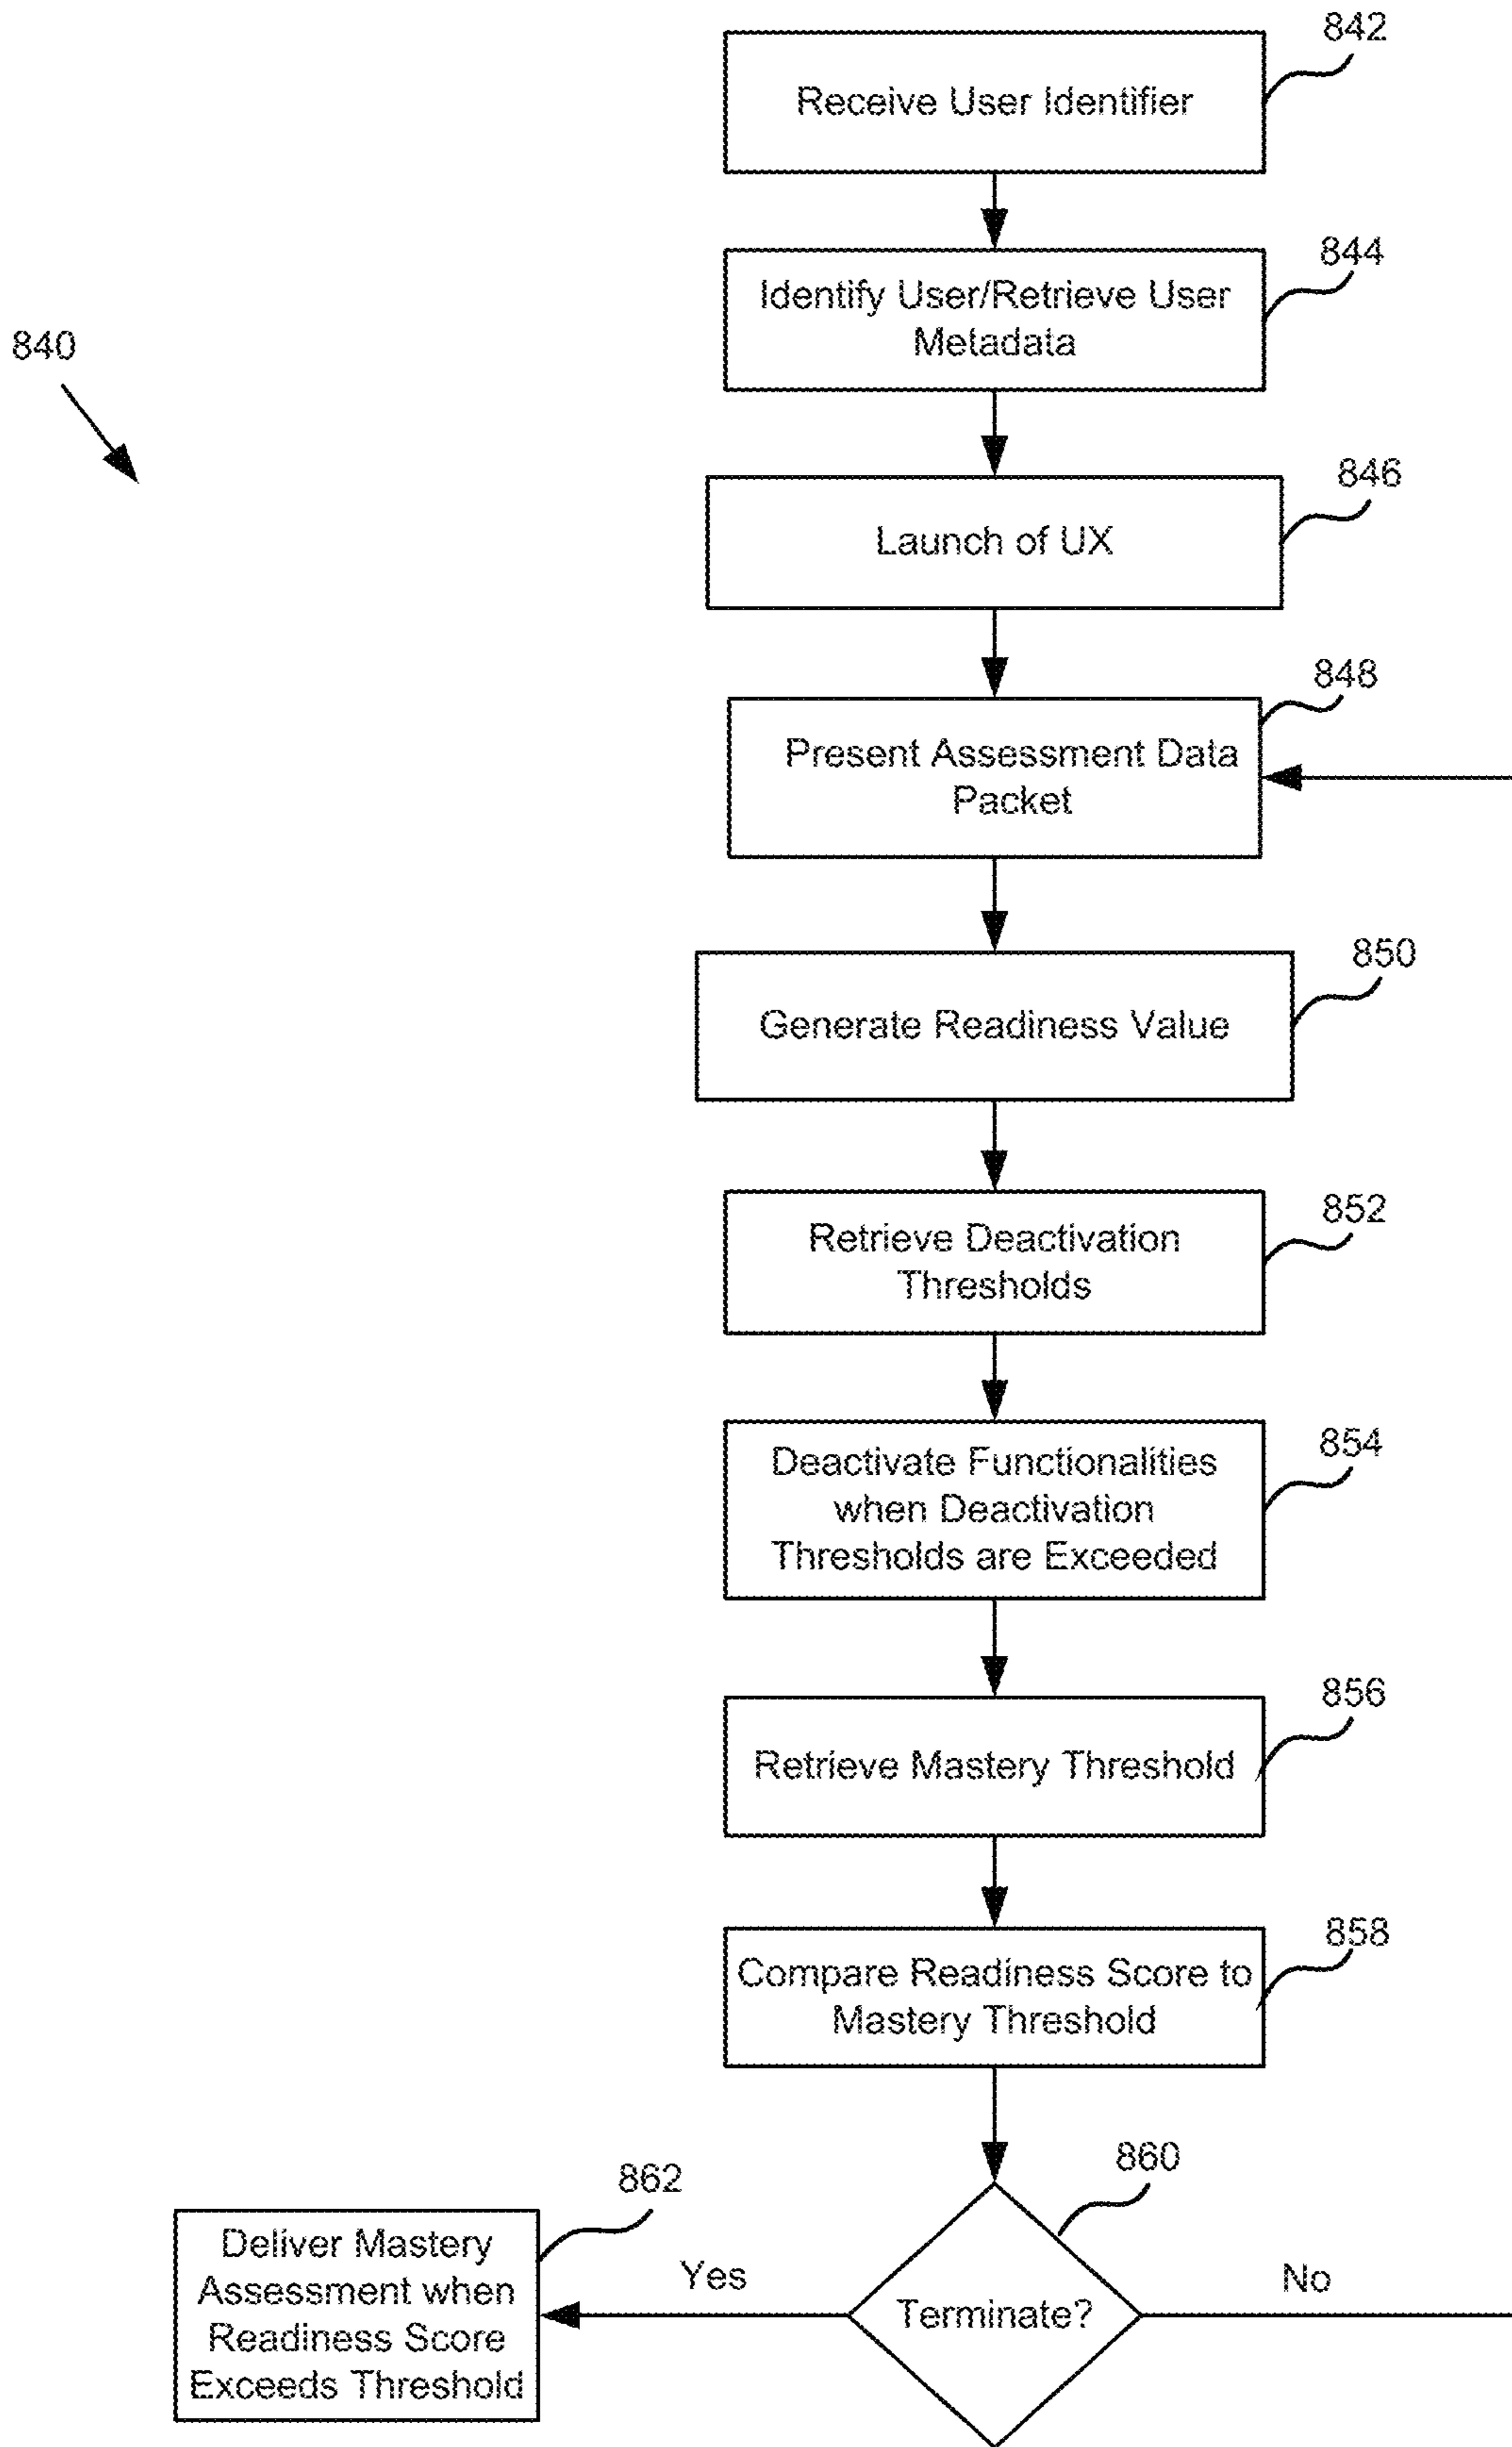 842
Receive User Identifier
844
Identify User/Retrieve User
Metadata
840
846
Launch of UX
848
Present Assessment Data
Packet
850
Generate Readiness Value
852
Retrieve Deactivation
Thresholds
854
Deactivate Functionalities
when Deactivation
Thresholds are Exceeded
856
Retrieve Mastery Threshold
858
Compare Readiness Score to
Mastery Threshold
860
862
Deliver Mastery
Assessment when
Readiness Score
Exceeds Threshold
Yes
Terminate?
No